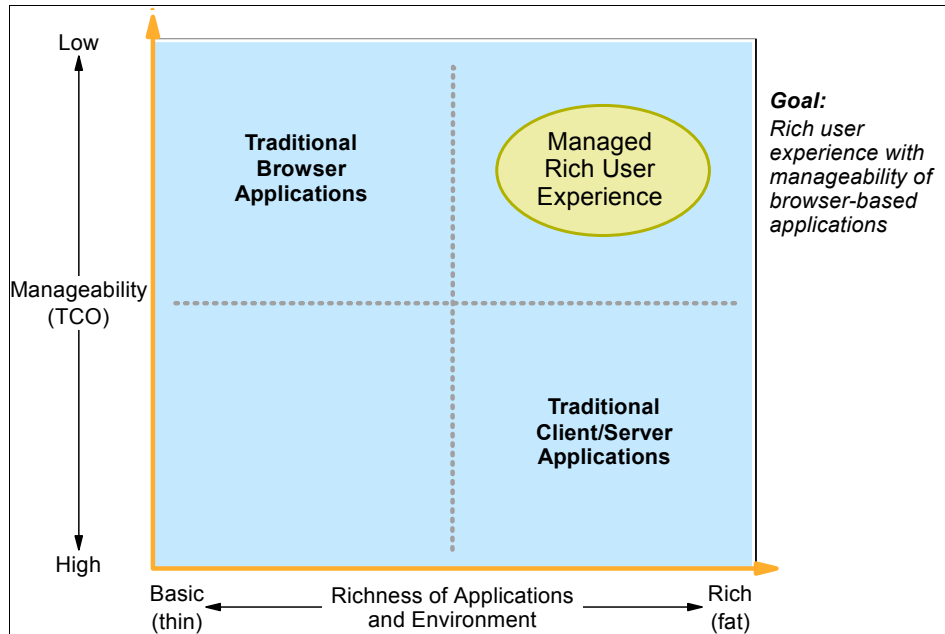 Low
Manageability
(TCO)
High
Traditional
Browser
Applications
Managed
Rich User
Experience
Traditional
Client/Server
Applications
Goal:
Rich user
experience with
manageability of
browser-based
applications
Basic
(thin)
Richness of Applications
and Environment
Rich
(fat)